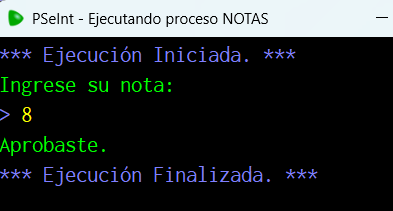 PSeInt - Ejecutando proceso NOTAS
*** Ejecución Iniciada. ***
Ingrese su nota:
> 8
Aprobaste.
*** Ejecución Finalizada. ***